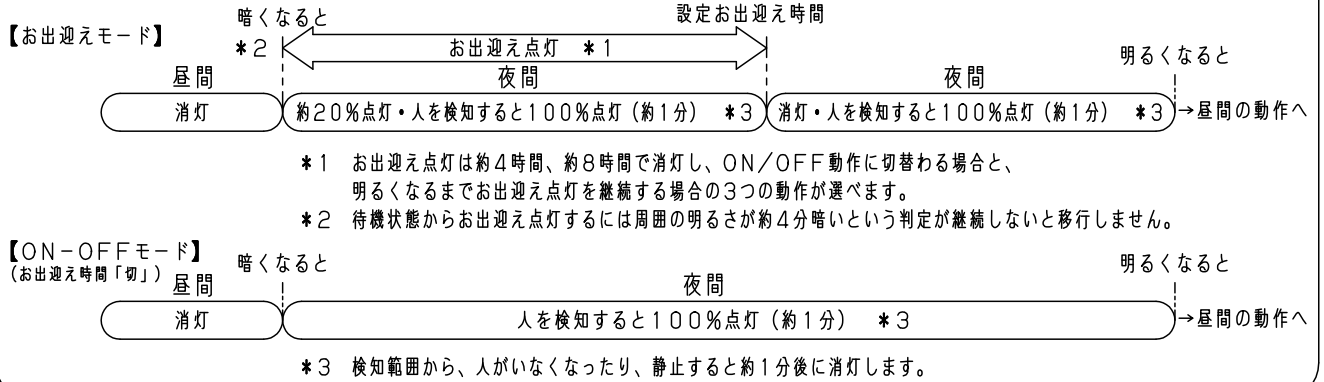 暗くなると 設定お出迎え時間
【お出迎えモード】 *2 お出迎え点灯 *1 明るくなると
昼間 夜間 夜間
消灯 約20%点灯・人を検知すると100%点灯(約1分) *3 消灯・人を検知すると100%点灯(約1分) *3 →昼間の動作へ
*1 お出迎え点灯は約4時間、約8時間で消灯し、ON/OFF動作に切替わる場合と、
明るくなるまでお出迎え点灯を継続する場合の3つの動作が選べます。
*2 待機状態からお出迎え点灯するには周囲の明るさが約4分暗いという判定が継続しないと移行しません。
【ON-OFFモード】
(お出迎え時間「切」) 暗くなると 明るくなると
昼間 夜間
消灯 人を検知すると100%点灯(約1分) *3 →昼間の動作へ
*3 検知範囲から、人がいなくなったり、静止すると約1分後に消灯します。